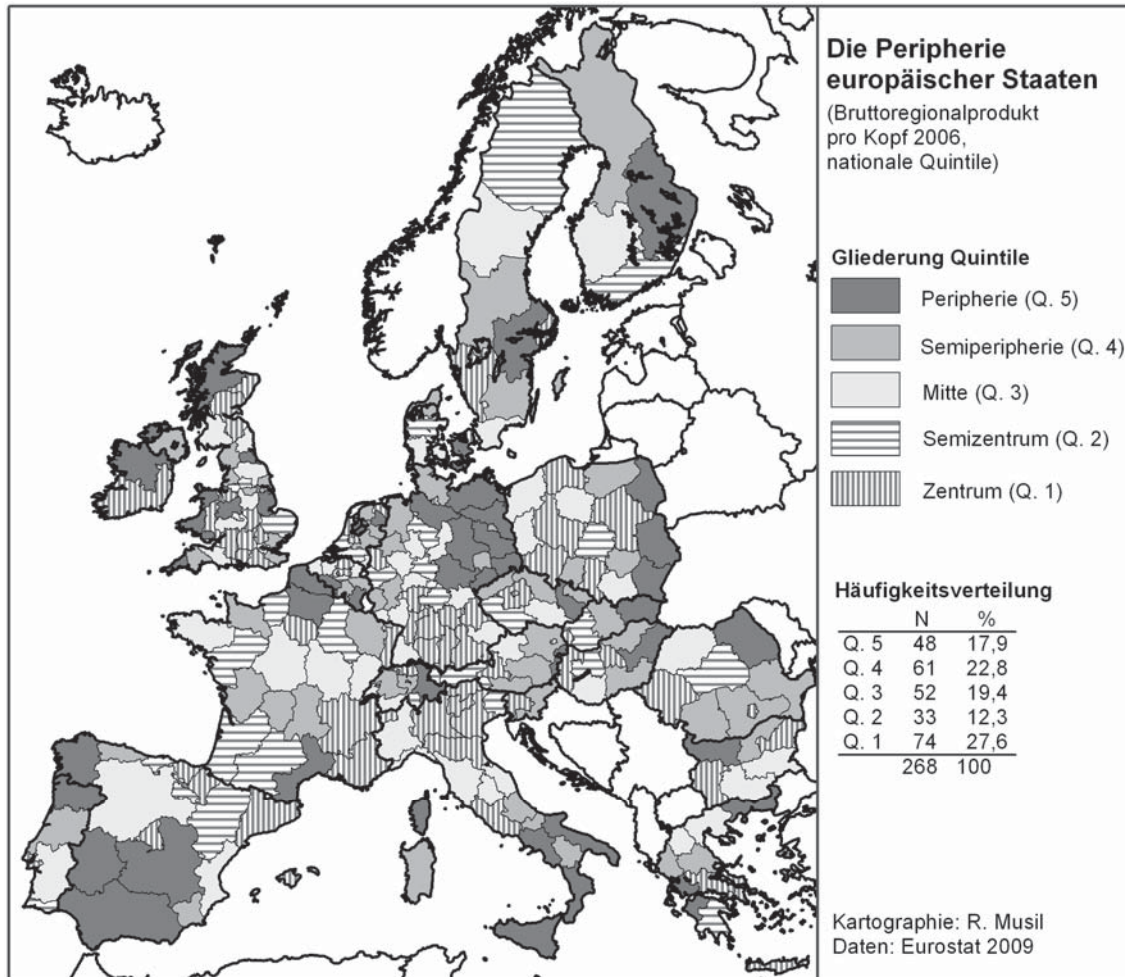 Die Peripherie
europäischer Staaten
(Bruttoregionalprodukt
pro Kopf 2006,
nationale Quintile)
Gliederung Quintile
Peripherie (Q. 5)
Semiperipherie (Q. 4)
Mitte (Q. 3)
Semizentrum (Q. 2)
Zentrum (Q. 1)
Häufigkeitsverteilung
N %
Q. 5 48 17,9
Q. 4 61 22,8
Q. 3 52 19,4
Q. 2 33 12,3
Q. 1 74 27,6
268 100
Kartographie: R. Musil
Daten: Eurostat 2009